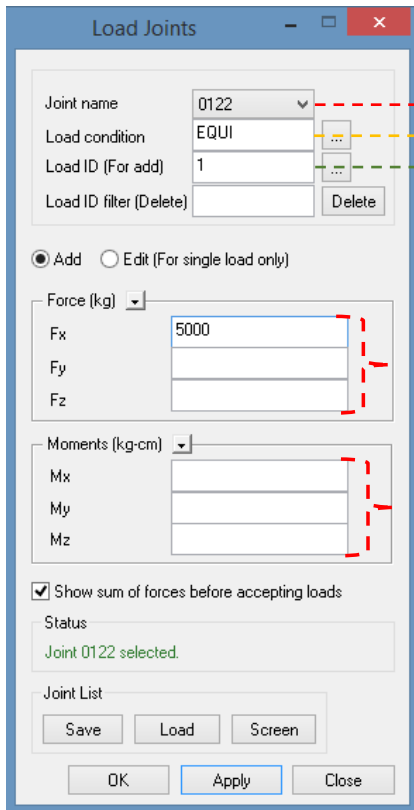 Load Joints
Joint name 0122
Load condition EQUI ...
Load ID (For add) 1 ...
Load ID filter (Delete) Delete
Add Edit (For single load only)
Force (kg)
Fx 5000
Fy
Fz
Moments (kg-cm)
Mx
My
Mz
Show sum of forces before accepting loads
Status
Joint 0122 selected.
Joint List
Save Load Screen
OK Apply Close